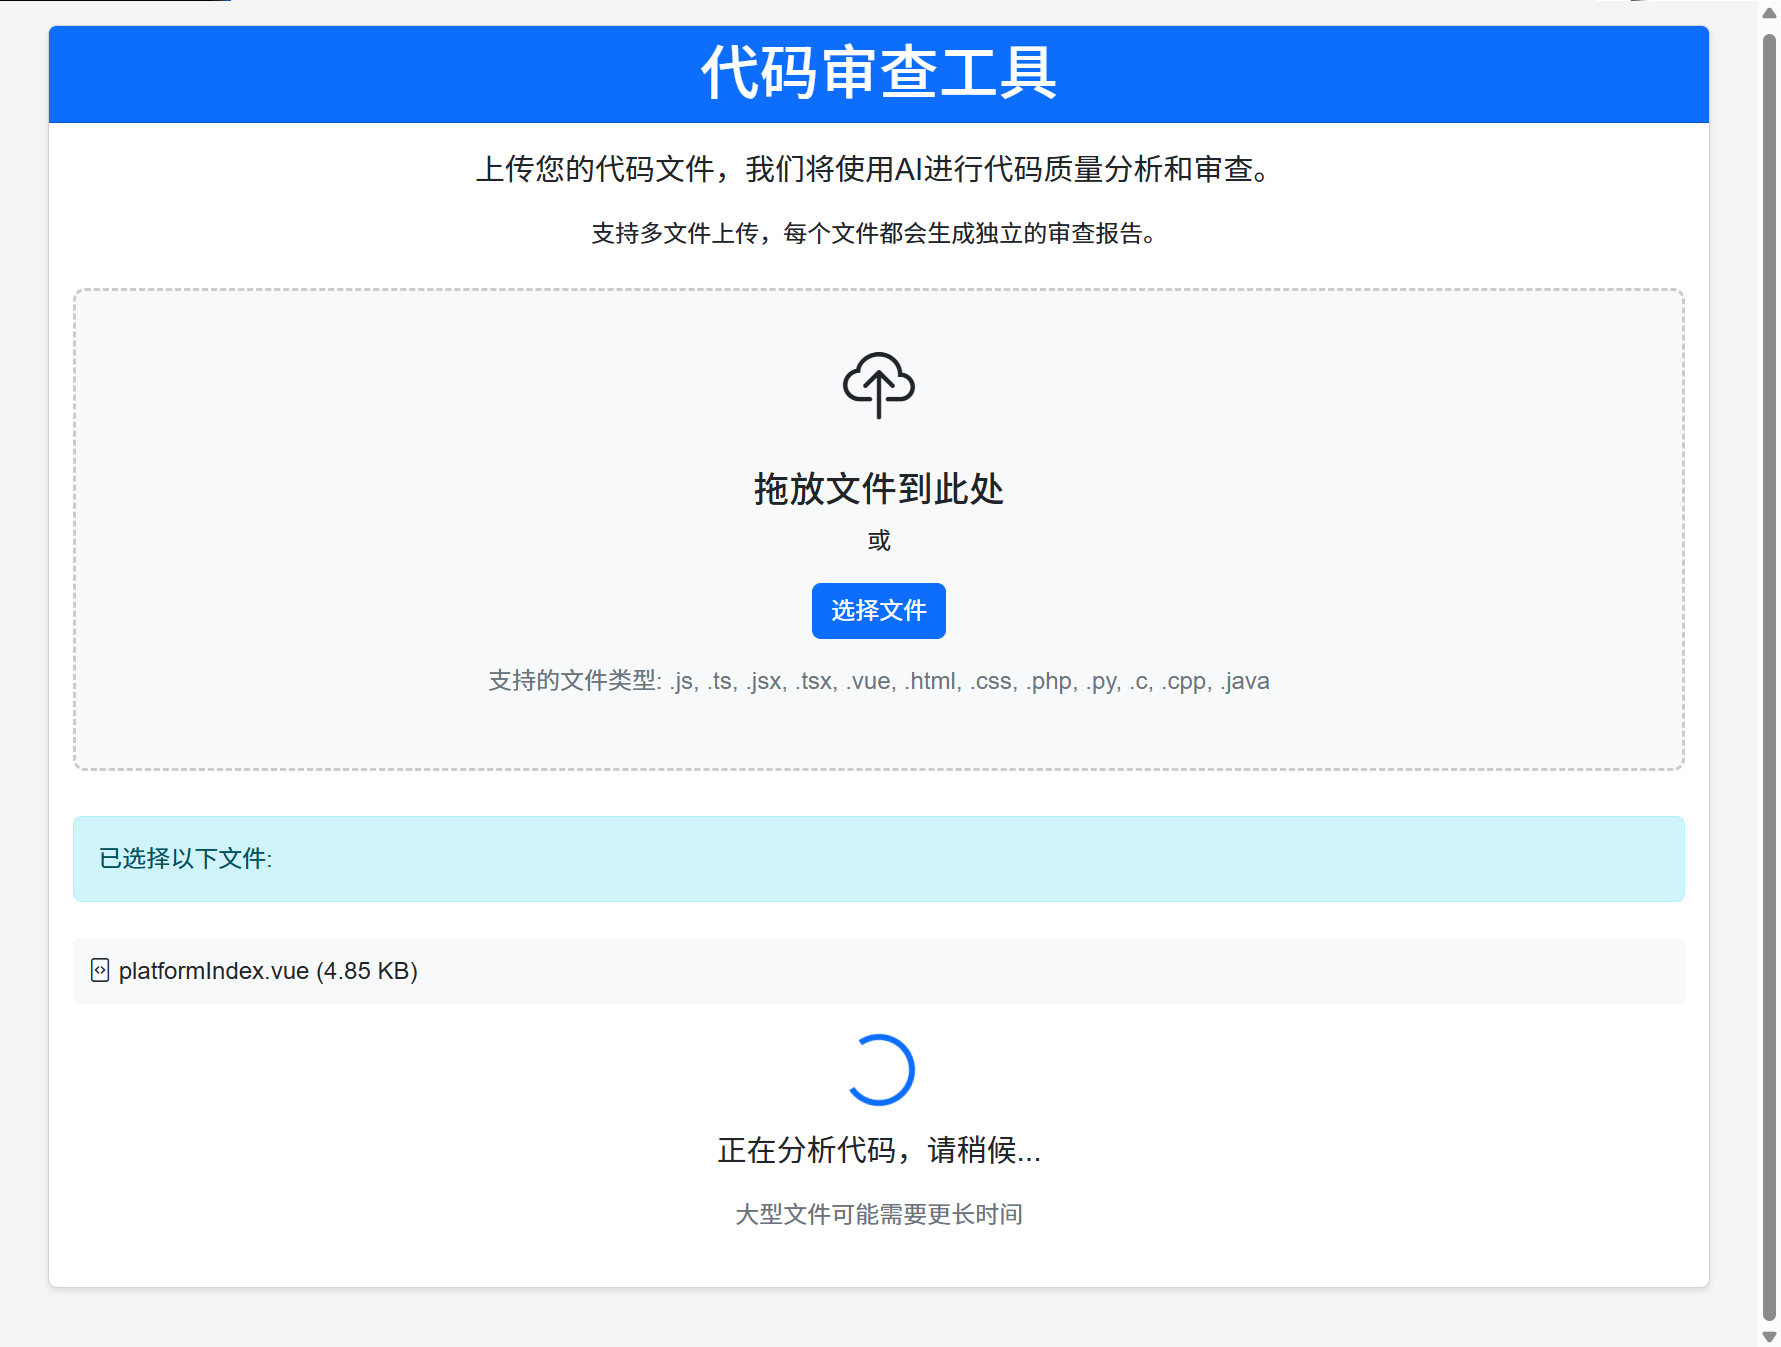 代码审查工具
上传您的代码文件，我们将使用AI进行代码质量分析和审查。
支持多文件上传，每个文件都会生成独立的审查报告。
拖放文件到此处
或
选择文件
支持的文件类型: .js, .ts, .jsx, .tsx, .vue, .html, .css, .php, .py, .c, .cpp, .java
已选择以下文件:
platformIndex.vue (4.85 KB)
正在分析代码，请稍候...
大型文件可能需要更长时间